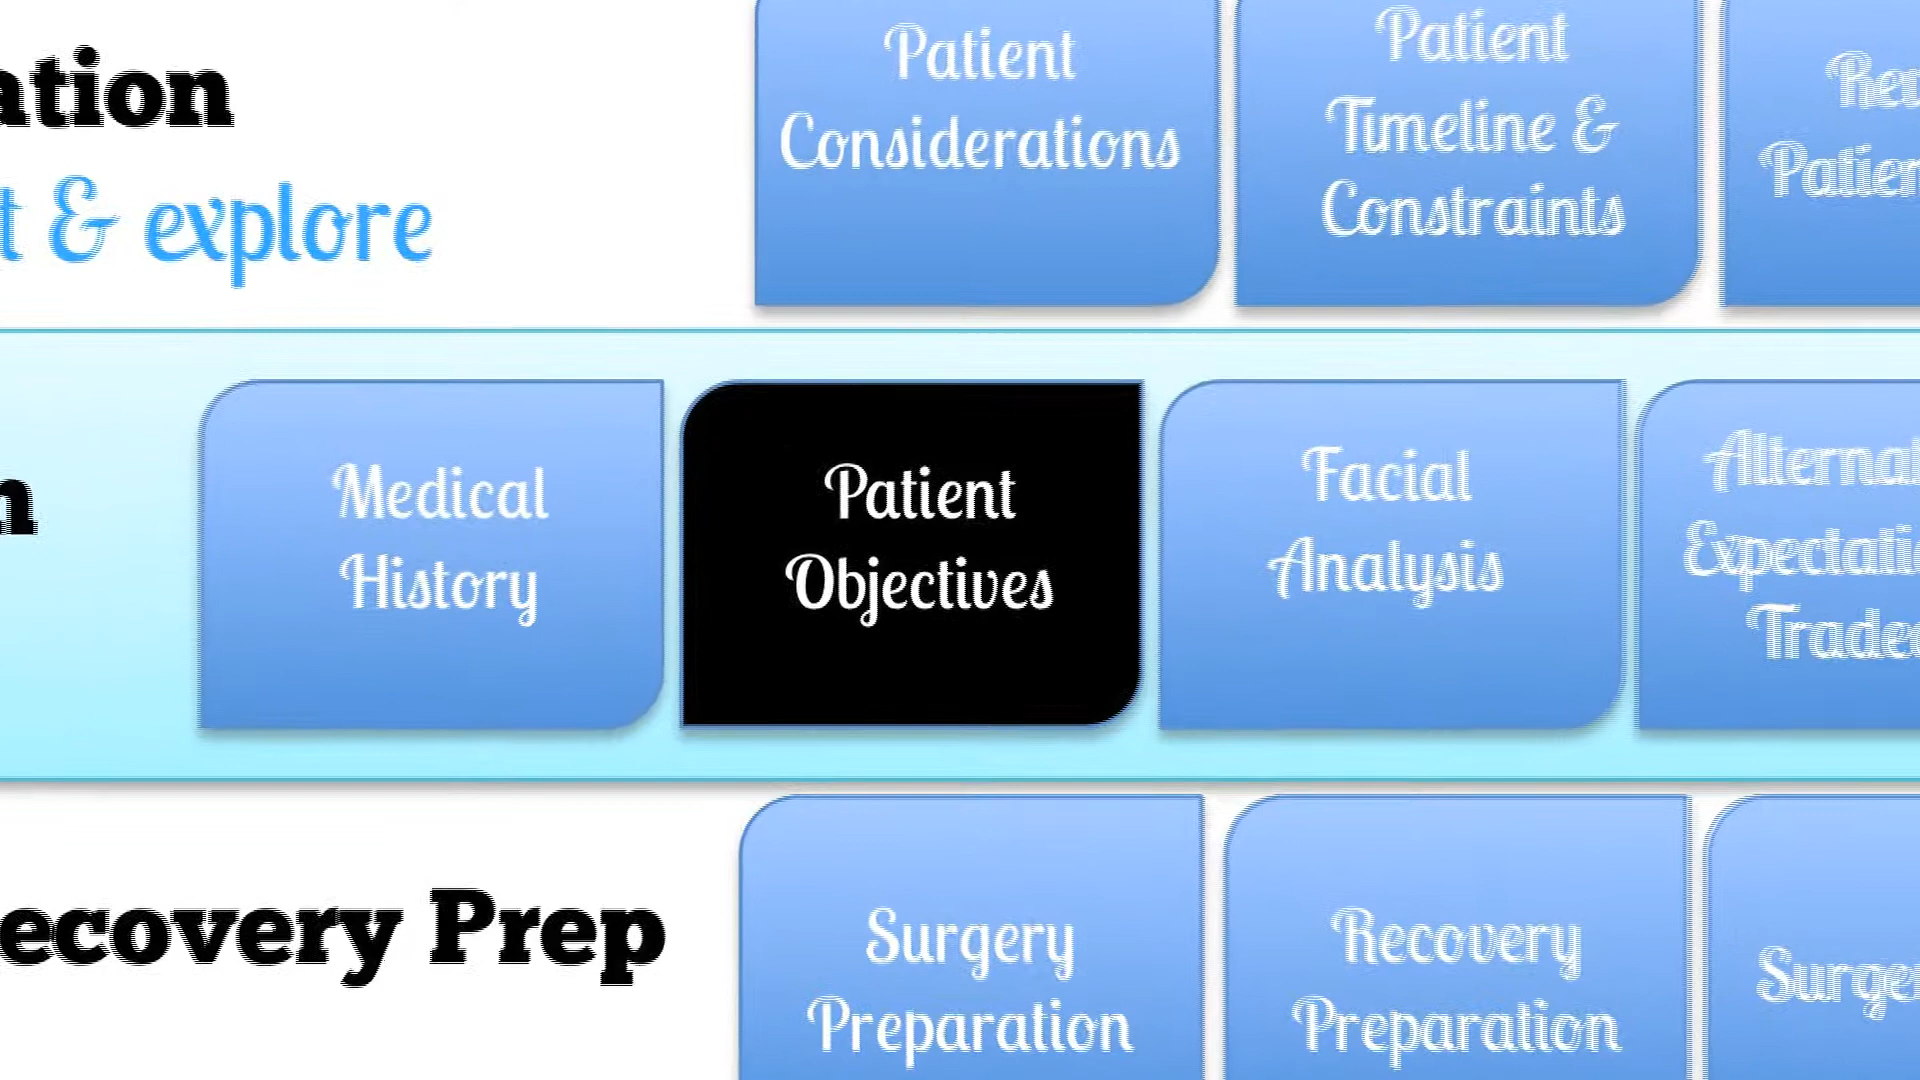 ation
t & explore
Patient
Considerations
Patient
Timeline &
Constraints
Medical
History
Patient
Objectives
Facial
Analysis
ecovery Prep
Surgery
Preparation
Recovery
Preparation